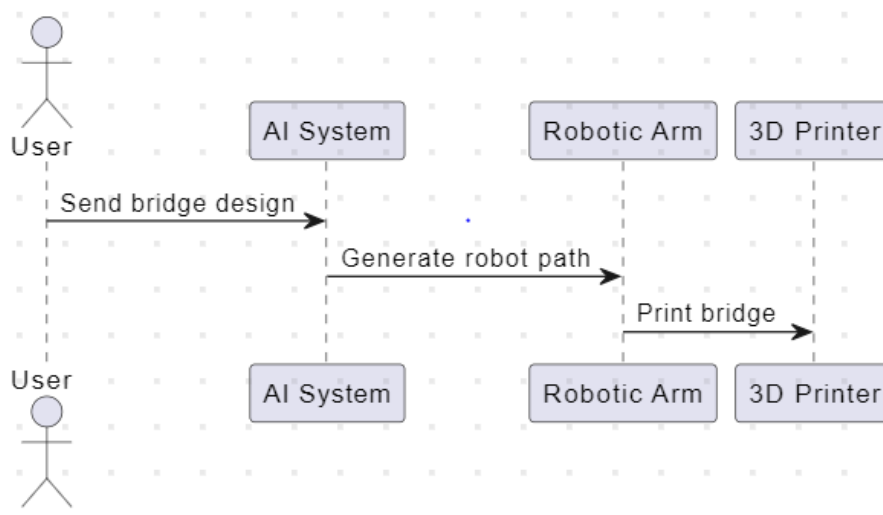 User
AI System
Robotic Arm
3D Printer
Send bridge design
Generate robot path
Print bridge
User
AI System
Robotic Arm
3D Printer